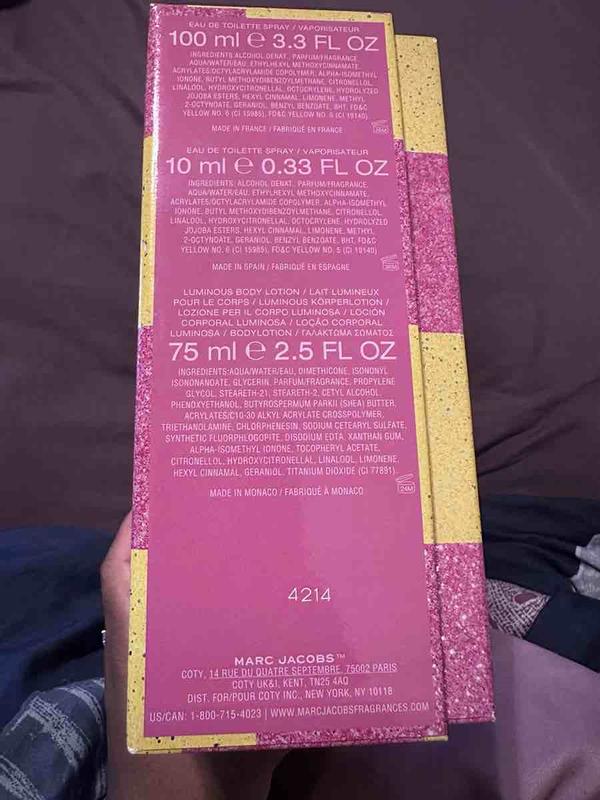 EAU DE TOILETTE SPRAY / VAPORISATEUR
100 ml e 3.3 FL OZ
INGREDIENTS:ALCOHOL DENAT., PARFUM/FRAGRANCE,
AQUA/WATER/EAU, ETHYLHEXYL METHOXYCINNAMATE,
ACRYLATES/OCTYLACRYLAMIDE COPOLYMER, ALPHA-ISOMETHYL
IONONE, BUTYL METHOXYDIBENZOYLMETHANE, CITRONELLOL,
LINALOOL, HYDROXYCITRONELLAL, OCTOCRYLENE, HYDROLYZED
JOJOBA ESTERS, HEXYL CINNAMAL, LIMONENE, METHYL
2-OCTYNOATE, GERANIOL, BENZYL BENZOATE, BHT, FD&C
YELLOW NO. 6 (CI 15985), FD&C YELLOW NO. 5 (CI 19140).
MADE IN FRANCE / FABRIQUÉ EN FRANCE
EAU DE TOILETTE SPRAY / VAPORISATEUR
10 ml e 0.33 FL OZ
INGREDIENTS: ALCOHOL DENAT., PARFUM/FRAGRANCE,
AQUA/WATER/EAU, ETHYLHEXYL METHOXYCINNAMATE,
ACRYLATES/OCTYLACRYLAMIDE COPOLYMER, ALPHA-ISOMETHYL
IONONE, BUTYL METHOXYDIBENZOYLMETHANE, CITRONELLOL,
LINALOOL, HYDROXYCITRONELLAL, OCTOCRYLENE, HYDROLYZED
JOJOBA ESTERS, HEXYL CINNAMAL, LIMONENE, METHYL
2-OCTYNOATE, GERANIOL, BENZYL BENZOATE, BHT, FD&C
YELLOW NO. 6 (CI 15985), FD&C YELLOW NO. 5 (CI 19140)
MADE IN SPAIN / FABRIQUÉ EN ESPAGNE
LUMINOUS BODY LOTION / LAIT LUMINEUX
POUR LE CORPS / LUMINOUS KÖRPERLOTION /
LOZIONE PER IL CORPO LUMINOSA / LOCIÓN
CORPORAL LUMINOSA / LOÇÃO CORPORAL
LUMINOSA / BODYLOTION / ΓΑΛΑΚΤΩΜΑ ΣΩΜΑΤΟΣ
75 ml e 2.5 FL OZ
INGREDIENTS:AQUA/WATER/EAU, DIMETHICONE, ISONONYL
ISONONANOATE, GLYCERIN, PARFUM/FRAGRANCE, PROPYLENE
GLYCOL, STEARETH-21, STEARETH-2, CETYL ALCOHOL,
PHENOXYETHANOL, BUTYROSPERMUM PARKII (SHEA) BUTTER,
ACRYLATES/C10-30 ALKYL ACRYLATE CROSSPOLYMER,
TRIETHANOLAMINE, CHLORPHENESIN, SODIUM CETEARYL SULFATE,
SYNTHETIC FLUORPHLOGOPITE, DISODIUM EDTA, XANTHAN GUM,
ALPHA-ISOMETHYL IONONE, TOCOPHERYL ACETATE,
CITRONELLOL, HYDROXYCITRONELLAL, LINALOOL, LIMONENE,
HEXYL CINNAMAL, GERANIOL, TITANIUM DIOXIDE (CI 77891).
24M
MADE IN MONACO / FABRIQUÉ À MONACO
4214
MARC JACOBS™
COTY, 14 RUE DU QUATRE SEPTEMBRE, 75002 PARIS
COTY UK&I, KENT, TN25 4AQ
DIST. FOR/POUR COTY INC., NEW YORK, NY 10118
US/CAN: 1-800-715-4023 | WWW.MARCJACOBSFRAGRANCES.COM